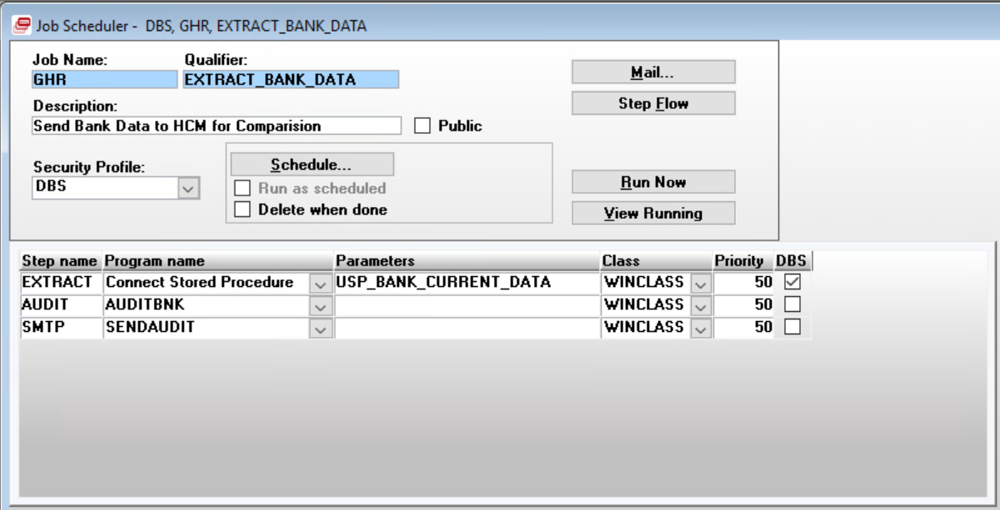 Job Scheduler - DBS, GHR, EXTRACT_BANK_DATA
Job Name: Qualifier:
GHR EXTRACT_BANK_DATA
Mail...
Description:
Step Flow
Send Bank Data to HCM for Comparision Public
Security Profile:
DBS
Schedule...
Run as scheduled
Delete when done
Run Now
View Running
Step name Program name Parameters Class Priority DBS
EXTRACT Connect Stored Procedure USP_BANK_CURRENT_DATA WINCLASS 50
AUDIT AUDITBNK WINCLASS 50
SMTP SENDAUDIT WINCLASS 50